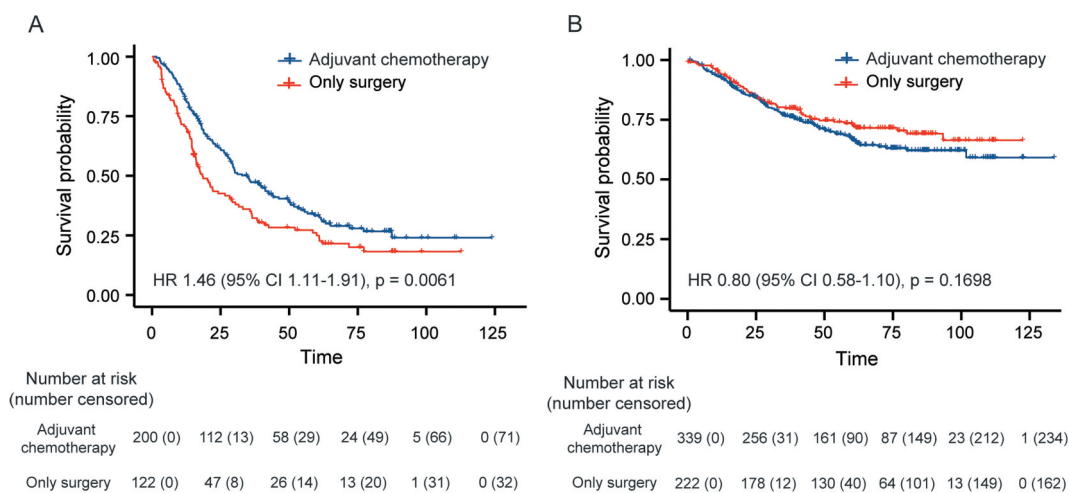 A
Adjuvant chemotherapy
Only surgery
Survival probability
1.00
0.75
0.50
0.25
0.00
HR 1.46 (95% CI 1.11-1.91), p = 0.0061
0 25 50 75 100 125
Time
Number at risk
(number censored)
Adjuvant
chemotherapy
200 (0) 112 (13) 58 (29) 24 (49) 5 (66) 0 (71)
Only surgery 122 (0) 47 (8) 26 (14) 13 (20) 1 (31) 0 (32)
B
Adjuvant chemotherapy
Only surgery
Survival probability
1.00
0.75
0.50
0.25
0.00
HR 0.80 (95% CI 0.58-1.10), p = 0.1698
0 25 50 75 100 125
Time
Number at risk
(number censored)
Adjuvant
chemotherapy
339 (0) 256 (31) 161 (90) 87 (149) 23 (212) 1 (234)
Only surgery 222 (0) 178 (12) 130 (40) 64 (101) 13 (149) 0 (162)